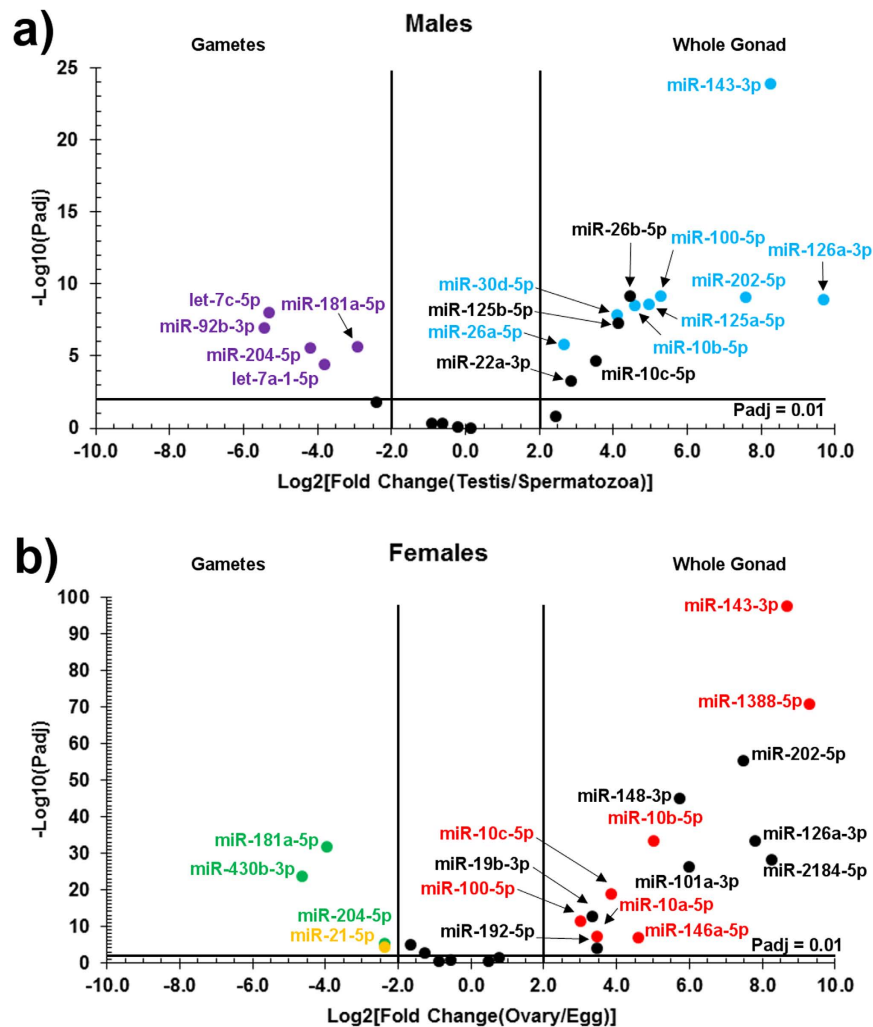 a)
Males
Gametes
Whole Gonad
25
20
15
10
5
0
-Log10(Padj)
miR-143-3p
miR-26b-5p
miR-100-5p
miR-126a-3p
miR-30d-5p
miR-202-5p
let-7c-5p
miR-181a-5p
miR-125b-5p
miR-125a-5p
miR-92b-3p
miR-26a-5p
miR-10b-5p
miR-204-5p
miR-22a-3p
miR-10c-5p
let-7a-1-5p
Padj = 0.01
-10.0 -8.0 -6.0 -4.0 -2.0 0.0 2.0 4.0 6.0 8.0 10.0
Log2[Fold Change(Testis/Spermatozoa)]
b)
Females
Gametes
Whole Gonad
100
90
80
70
60
50
40
30
20
10
0
-Log10(Padj)
miR-143-3p
miR-1388-5p
miR-202-5p
miR-148-3p
miR-10b-5p
miR-181a-5p
miR-10c-5p
miR-126a-3p
miR-430b-3p
miR-19b-3p
miR-101a-3p
miR-2184-5p
miR-100-5p
miR-10a-5p
miR-204-5p
miR-21-5p
miR-192-5p
miR-146a-5p
Padj = 0.01
-10.0 -8.0 -6.0 -4.0 -2.0 0.0 2.0 4.0 6.0 8.0 10.0
Log2[Fold Change(Ovary/Egg)]